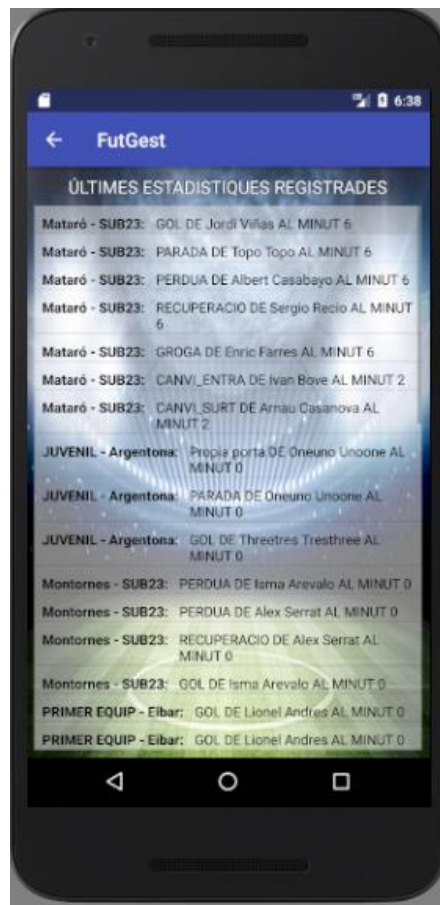 6:38
FutGest
ÚLTIMES ESTADISTIQUES REGISTRADES
Mataró - SUB23: GOL DE Jordi Viñas AL MINUT 6
Mataró - SUB23: PARADA DE Topo Topo AL MINUT 6
Mataró - SUB23: PERDUA DE Albert Casabayo AL MINUT 6
Mataró - SUB23: RECUPERACIO DE Sergio Recio AL MINUT
6
Mataró - SUB23: GROGA DE Enric Farres AL MINUT 6
Mataró - SUB23: CANVI_ENTRA DE Ivan Bove AL MINUT 2
Mataró - SUB23: CANVI_SURT DE Arnau Casanova AL
MINUT 2
JUVENIL - Argentona: Propia porta DE Oneuno Unoone AL
MINUT 0
JUVENIL - Argentona: PARADA DE Oneuno Unoone AL
MINUT 0
JUVENIL - Argentona: GOL DE Threetres Tresthree AL
MINUT 0
Montornes - SUB23: PERDUA DE Isma Arevalo AL MINUT 0
Montornes - SUB23: PERDUA DE Alex Serrat AL MINUT 0
Montornes - SUB23: RECUPERACIO DE Alex Serrat AL
MINUT 0
Montornes - SUB23: GOL DE Isma Arevalo AL MINUT 0
PRIMER EQUIP - Eibar: GOL DE Lionel Andres AL MINUT 0
PRIMER EQUIP - Eibar: GOL DE Lionel Andres AL MINUT 0